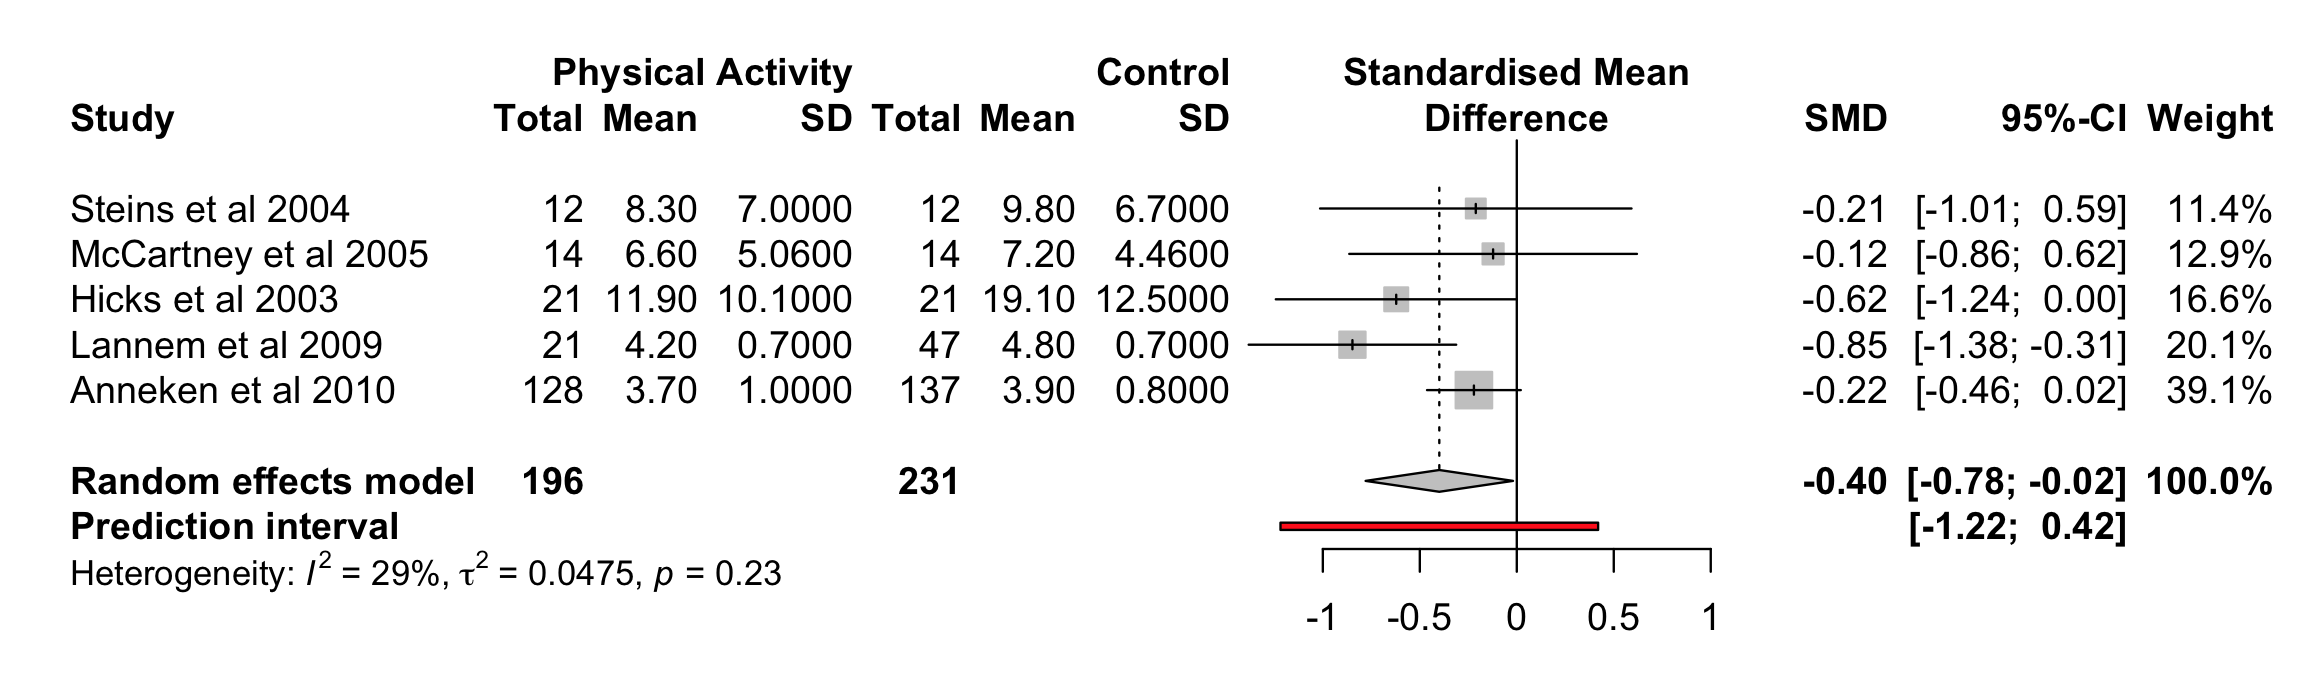 Physical Activity Control Standardised Mean
Study Total Mean SD Total Mean SD Difference SMD 95%-CI Weight
Steins et al 2004 12 8.30 7.0000 12 9.80 6.7000 -0.21 [-1.01; 0.59] 11.4%
McCartney et al 2005 14 6.60 5.0600 14 7.20 4.4600 -0.12 [-0.86; 0.62] 12.9%
Hicks et al 2003 21 11.90 10.1000 21 19.10 12.5000 -0.62 [-1.24; 0.00] 16.6%
Lannem et al 2009 21 4.20 0.7000 47 4.80 0.7000 -0.85 [-1.38; -0.31] 20.1%
Anneken et al 2010 128 3.70 1.0000 137 3.90 0.8000 -0.22 [-0.46; 0.02] 39.1%
Random effects model 196 231 -0.40 [-0.78; -0.02] 100.0%
Prediction interval [-1.22; 0.42]
Heterogeneity: I² = 29%, τ² = 0.0475, p = 0.23
-1 -0.5 0 0.5 1